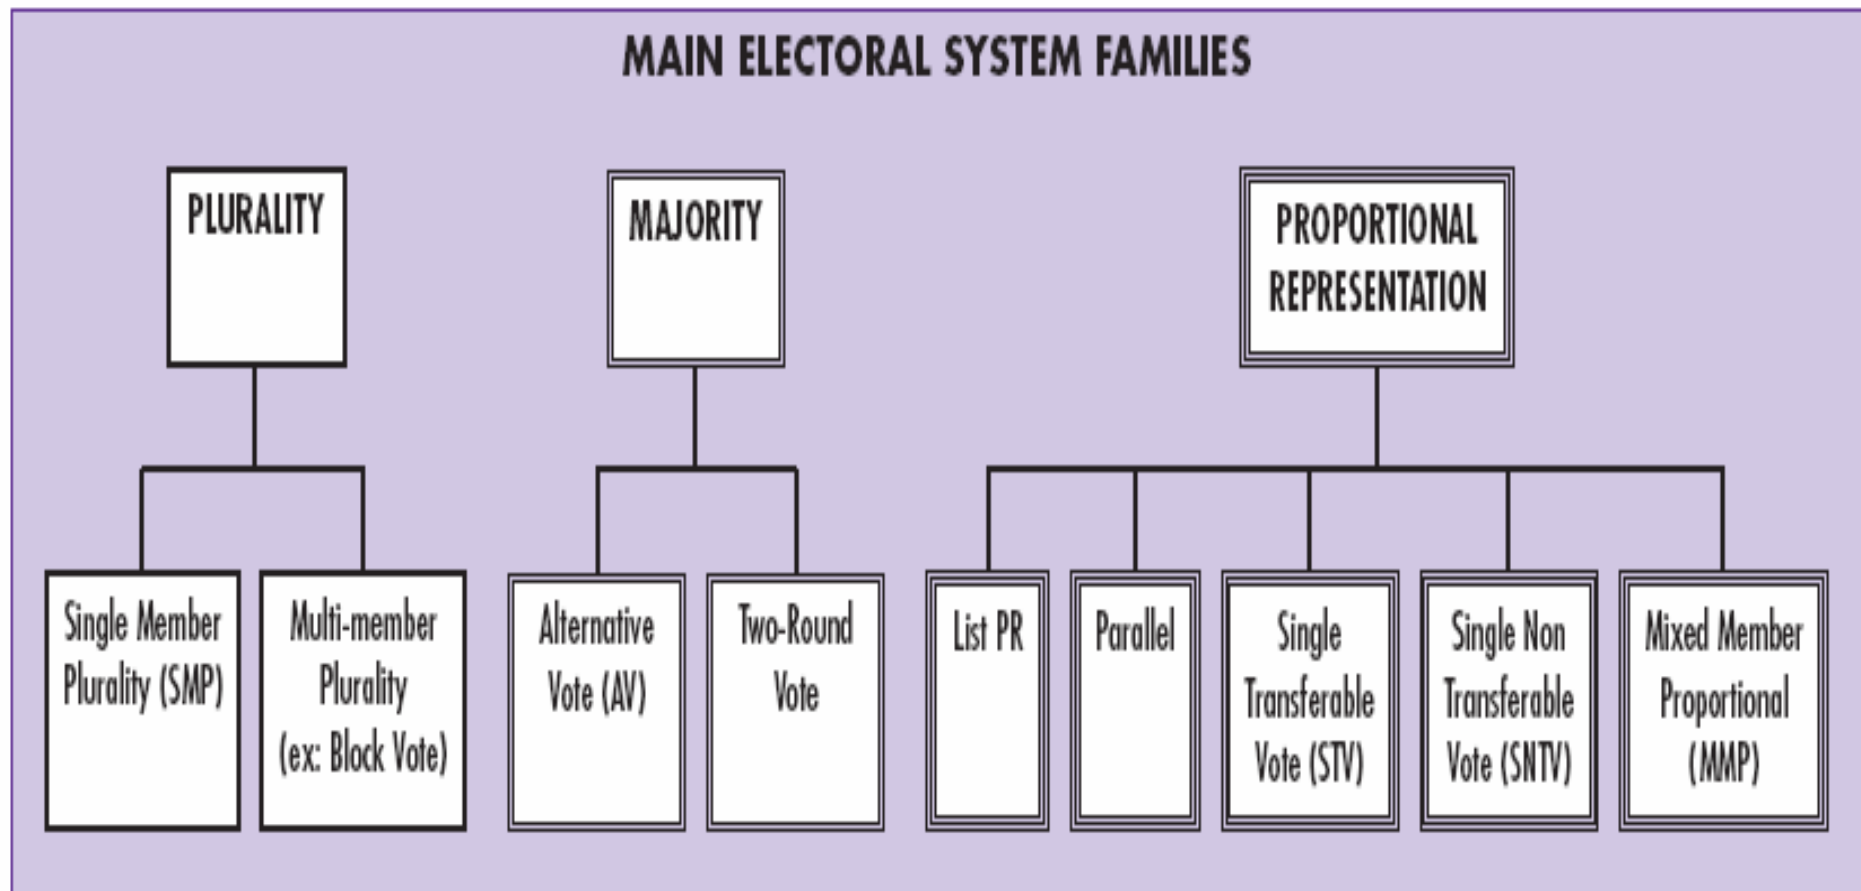 MAIN ELECTORAL SYSTEM FAMILIES
PLURALITY
MAJORITY
PROPORTIONAL
REPRESENTATION
Single Member
Plurality (SMP)
Multi-member
Plurality
(ex: Block Vote)
Alternative
Vote (AV)
Two-Round
Vote
List PR
Parallel
Single
Transferable
Vote (STV)
Single Non
Transferable
Vote (SNTV)
Mixed Member
Proportional
(MMP)